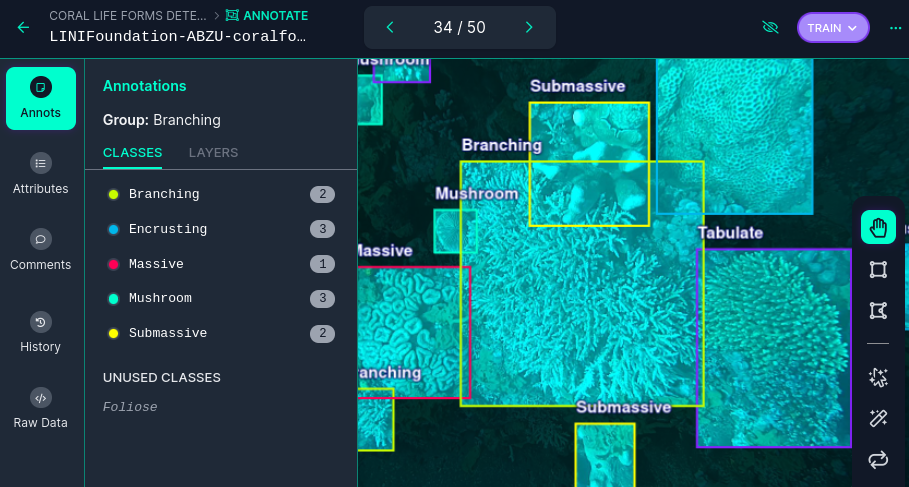 CORAL LIFE FORMS DETE... > ANNOTATE
LINIFoundation-ABZU-coralfo...
34 / 50
TRAIN
Annots
Attributes
Comments
History
Raw Data
Annotations
Group: Branching
CLASSES LAYERS
Branching 2
Encrusting 3
Massive 1
Mushroom 3
Submassive 2
UNUSED CLASSES
Foliose
ushroom
Submassive
Branching
Mushroom
Tabulate
Massive
anching
Submassive